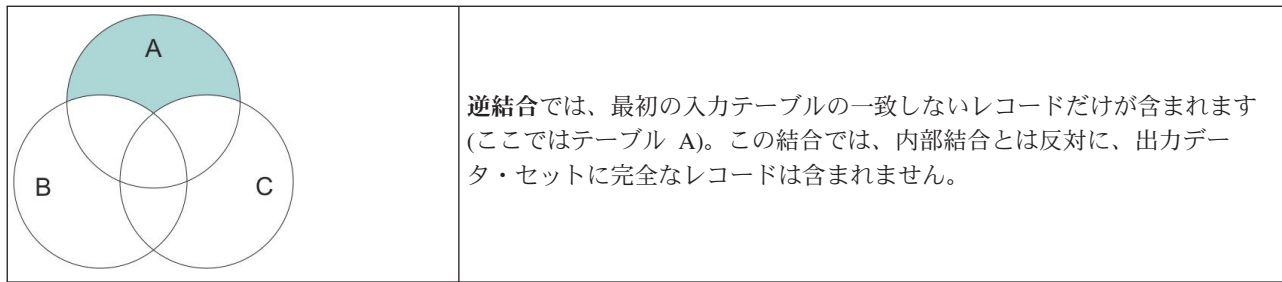 A
B
C
逆結合では、最初の入力テーブルの一致しないレコードだけが含まれます
(ここではテーブル A)。この結合では、内部結合とは反対に、出力デー
タ・セットに完全なレコードは含まれません。